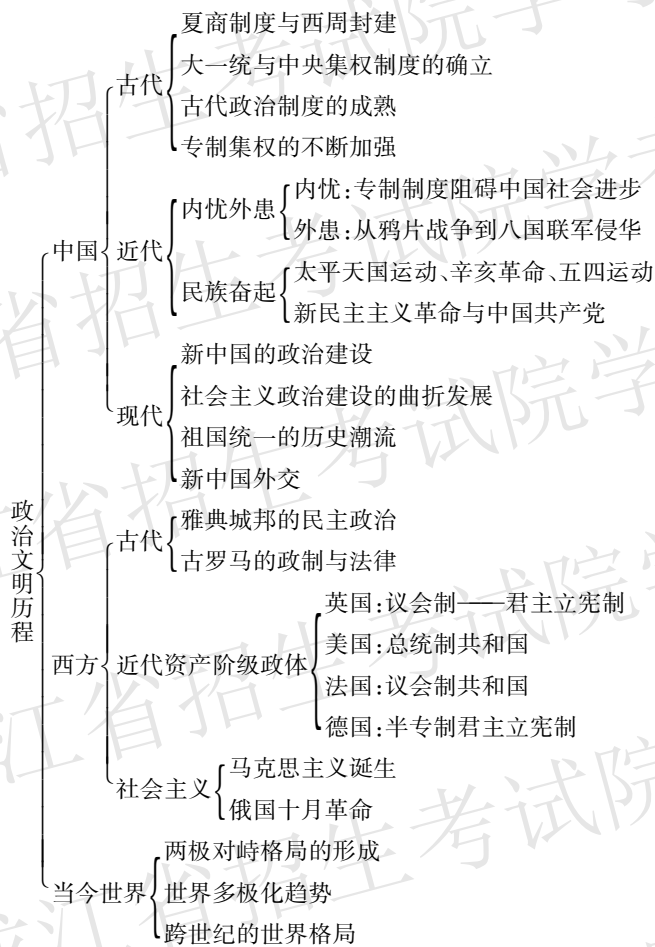 政治文明历程
中国
古代
夏商制度与西周封建
大一统与中央集权制度的确立
古代政治制度的成熟
专制集权的不断加强
近代
内忧外患
内忧:专制制度阻碍中国社会进步
外患:从鸦片战争到八国联军侵华
民族奋起
太平天国运动、辛亥革命、五四运动
新民主主义革命与中国共产党
现代
新中国的政治建设
社会主义政治建设的曲折发展
祖国统一的历史潮流
新中国外交
西方
古代
雅典城邦的民主政治
古罗马的政制与法律
近代资产阶级政体
英国:议会制——君主立宪制
美国:总统制共和国
法国:议会制共和国
德国:半专制君主立宪制
社会主义
马克思主义诞生
俄国十月革命
当今世界
两极对峙格局的形成
世界多极化趋势
跨世纪的世界格局